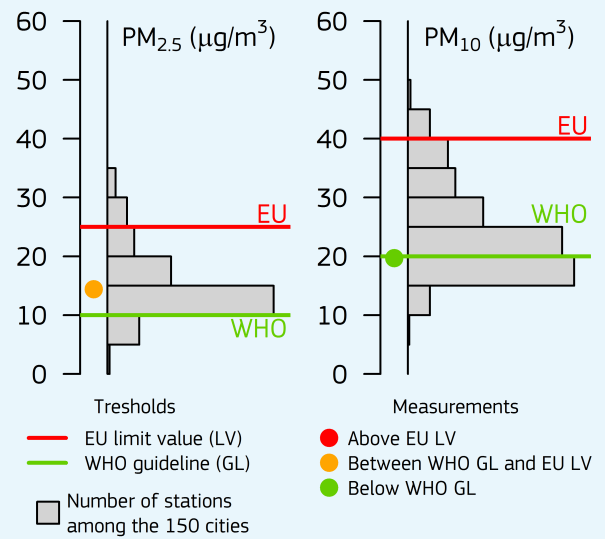 PM2.5 (µg/m³)
60
50
40
30
20
10
0
EU
WHO
PM10 (µg/m³)
60
50
40
30
20
10
0
EU
WHO
Tresholds
EU limit value (LV)
WHO guideline (GL)
Number of stations
among the 150 cities
Measurements
Above EU LV
Between WHO GL and EU LV
Below WHO GL